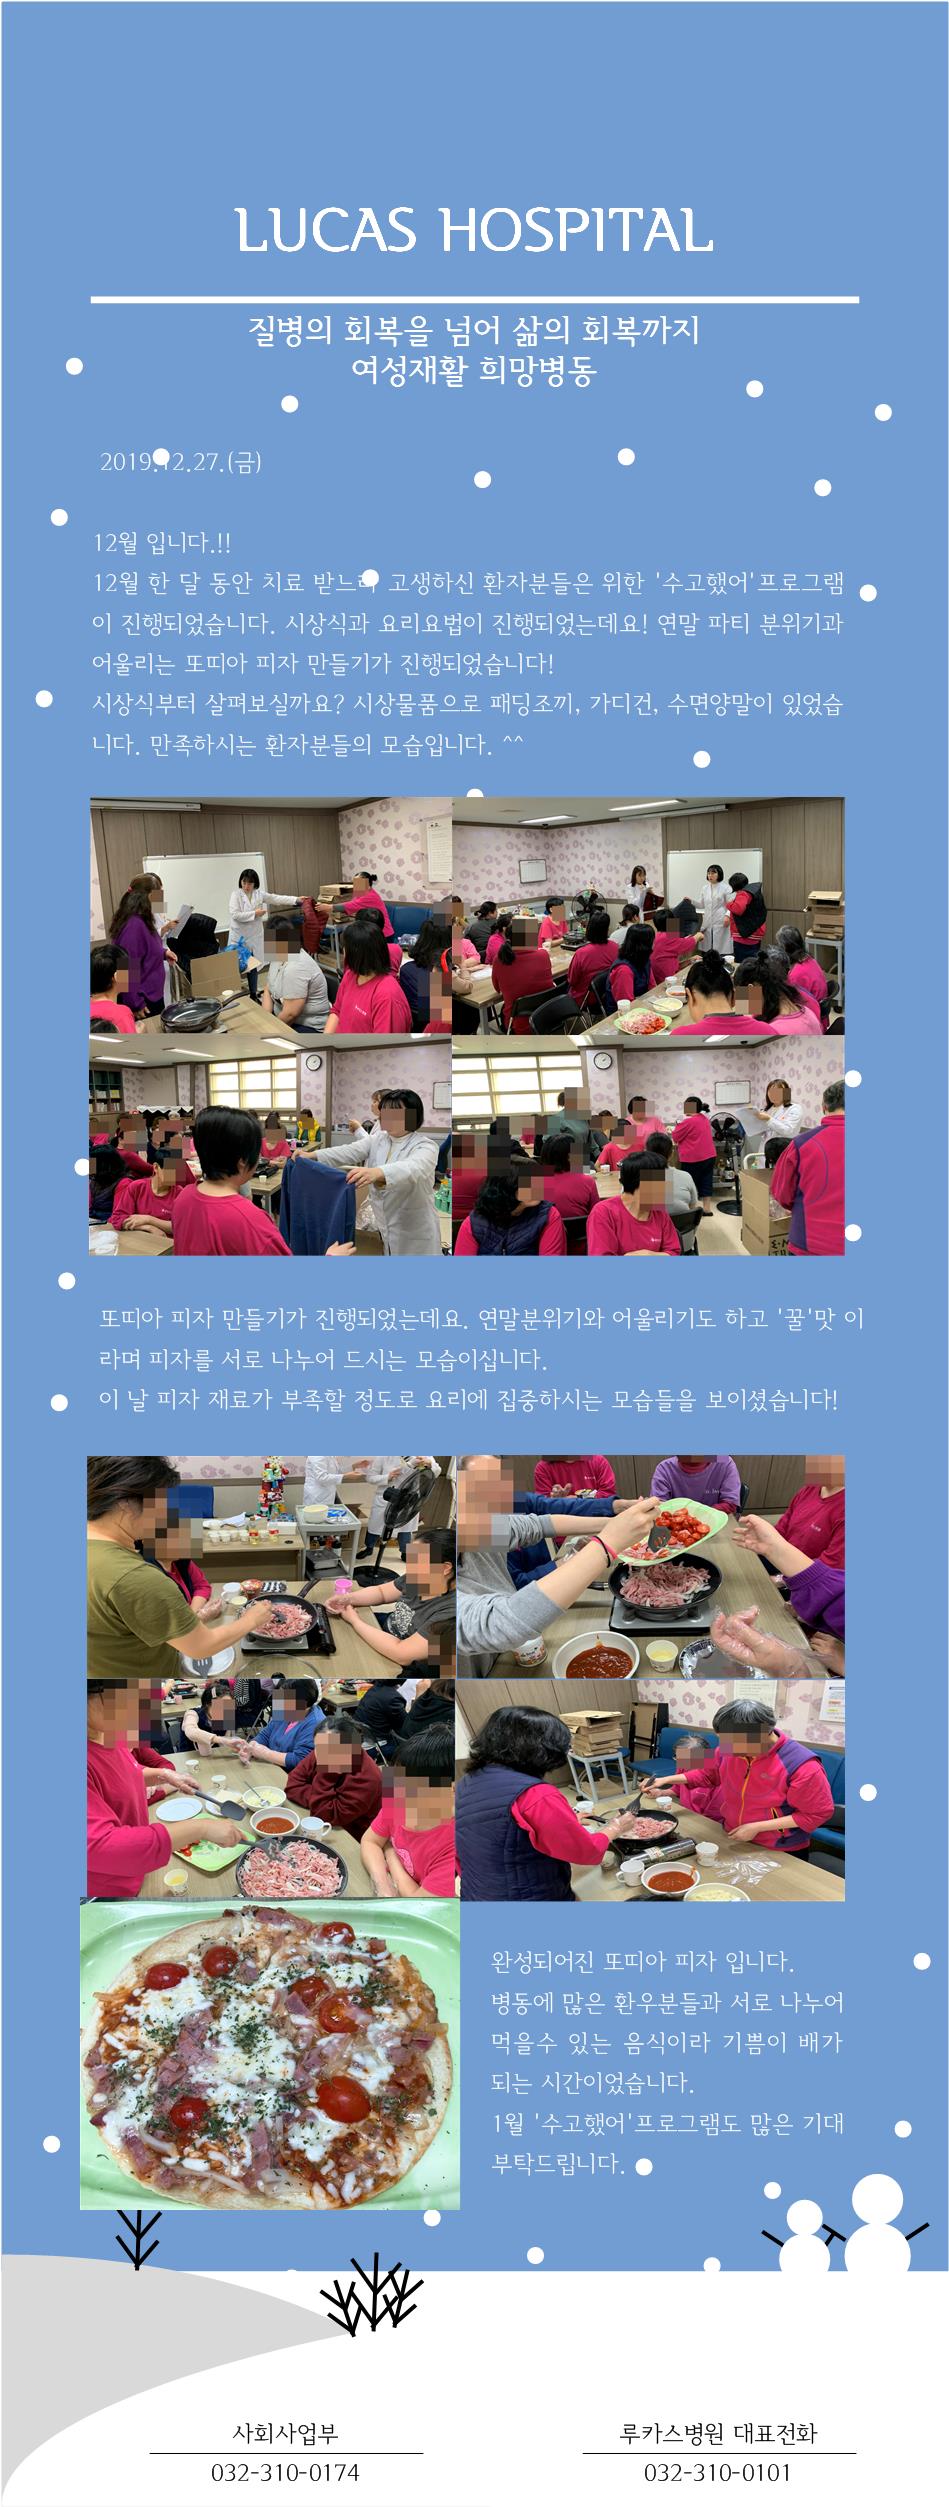 LUCAS HOSPITAL
질병의 회복을 넘어 삶의 회복까지
여성재활 희망병동
2019.12.27.(금)
12월 입니다.!!
12월 한 달 동안 치료 받느라 고생하신 환자분들은 위한 '수고했어'프로그램
이 진행되었습니다. 시상식과 요리요법이 진행되었는데요! 연말 파티 분위기과
어울리는 또띠아 피자 만들기가 진행되었습니다!
시상식부터 살펴보실까요? 시상물품으로 패딩조끼, 가디건, 수면양말이 있었습
니다. 만족하시는 환자분들의 모습입니다. ^^
또띠아 피자 만들기가 진행되었는데요. 연말분위기와 어울리기도 하고 '꿀'맛 이
라며 피자를 서로 나누어 드시는 모습이십니다.
이 날 피자 재료가 부족할 정도로 요리에 집중하시는 모습들을 보이셨습니다!
완성되어진 또띠아 피자 입니다.
병동에 많은 환우분들과 서로 나누어
먹을수 있는 음식이라 기쁨이 배가
되는 시간이었습니다.
1월 '수고했어'프로그램도 많은 기대
부탁드립니다.
사회사업부
032-310-0174
루카스병원 대표전화
032-310-0101